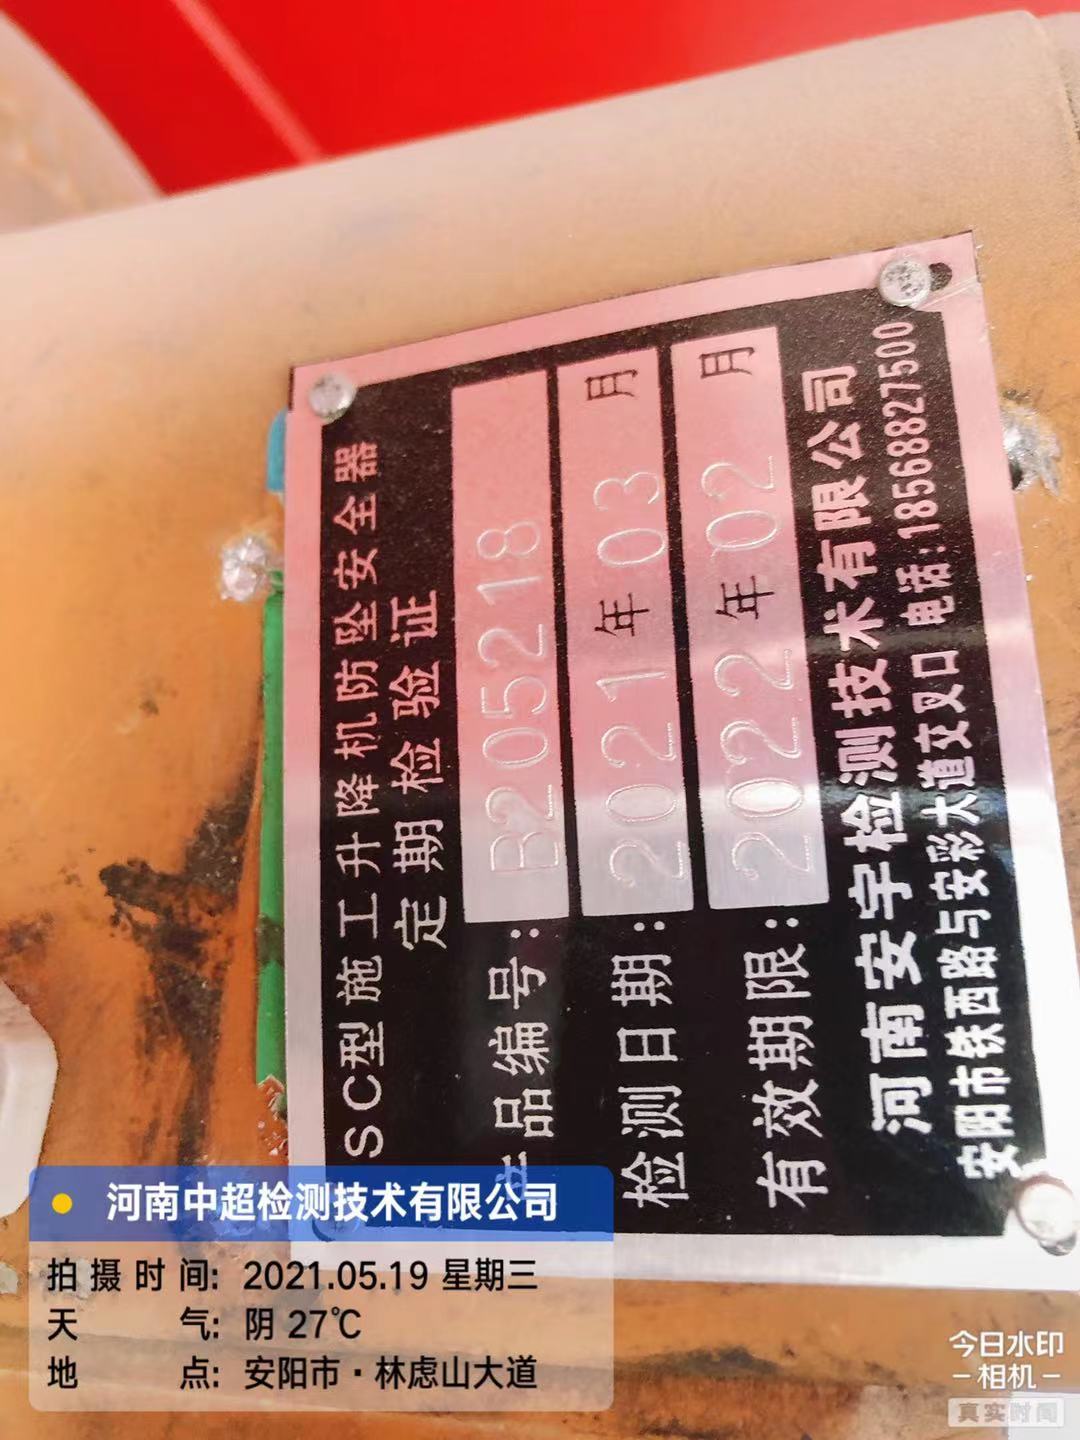 SC型施工升降机防坠安全器
定期检验证
产品编号: B205218
检测日期: 2021年03月
有效期限: 2022年02月
河南安宇检测技术有限公司
安阳市铁西路与安彩大道交叉口 电话:18568827500
河南中超检测技术有限公司
拍摄时间: 2021.05.19 星期三
天气: 阴 27℃
地点: 安阳市·林虑山大道
今日水印
相机
真实时间